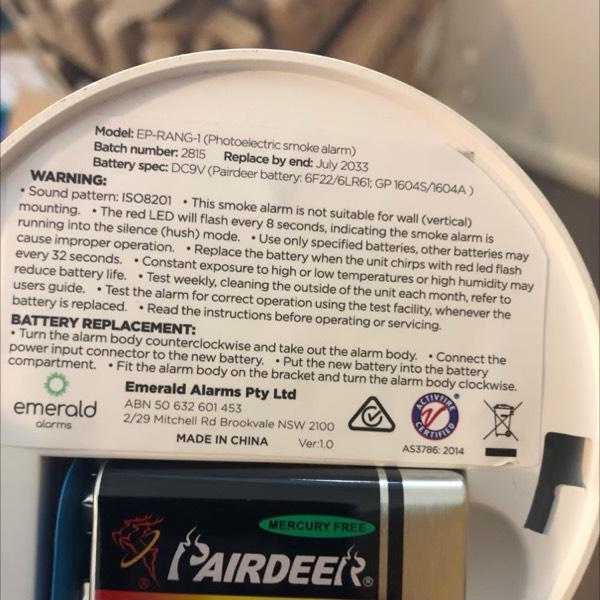 Model: EP-RANG-1 (Photoelectric smoke alarm)
Batch number: 2815 Replace by end: July 2033
Battery spec: DC9V (Pairdeer battery: 6F22/6LR61; GP 1604S/1604A )
WARNING:
• Sound pattern: ISO8201 • This smoke alarm is not suitable for wall (vertical)
mounting. • The red LED will flash every 8 seconds, indicating the smoke alarm is
running into the silence (hush) mode. • Use only specified batteries, other batteries may
cause improper operation. • Replace the battery when the unit chirps with red led flash
every 32 seconds. • Constant exposure to high or low temperatures or high humidity may
reduce battery life. • Test weekly, cleaning the outside of the unit each month, refer to
users guide. • Test the alarm for correct operation using the test facility, whenever the
battery is replaced. • Read the instructions before operating or servicing.
BATTERY REPLACEMENT:
• Turn the alarm body counterclockwise and take out the alarm body. • Connect the
power input connector to the new battery. • Put the new battery into the battery
compartment. • Fit the alarm body on the bracket and turn the alarm body clockwise.
emerald
alarms
Emerald Alarms Pty Ltd
ABN 50 632 601 453
2/29 Mitchell Rd Brookvale NSW 2100
MADE IN CHINA Ver:1.0
ACTIVFIRE
CERTIFIED
AS3786: 2014
MERCURY FREE
PAIRDEER®